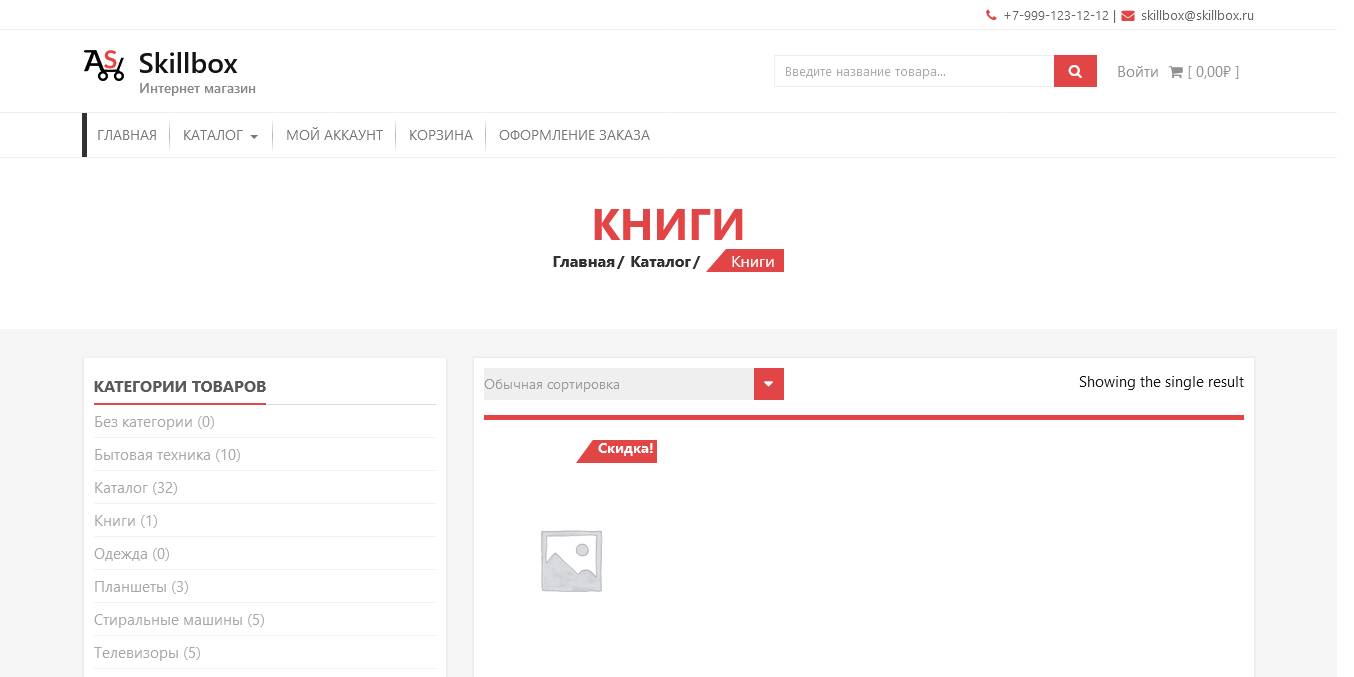 +7-999-123-12-12 | skillbox@skillbox.ru
AS Skillbox
Интернет магазин
Введите название товара...
Войти [ 0,00₽ ]
ГЛАВНАЯ КАТАЛОГ МОЙ АККАУНТ КОРЗИНА ОФОРМЛЕНИЕ ЗАКАЗА
КНИГИ
Главная/ Каталог/ Книги
КАТЕГОРИИ ТОВАРОВ
Без категории (0)
Бытовая техника (10)
Каталог (32)
Книги (1)
Одежда (0)
Планшеты (3)
Стиральные машины (5)
Телевизоры (5)
Обычная сортировка
Showing the single result
Скидка!